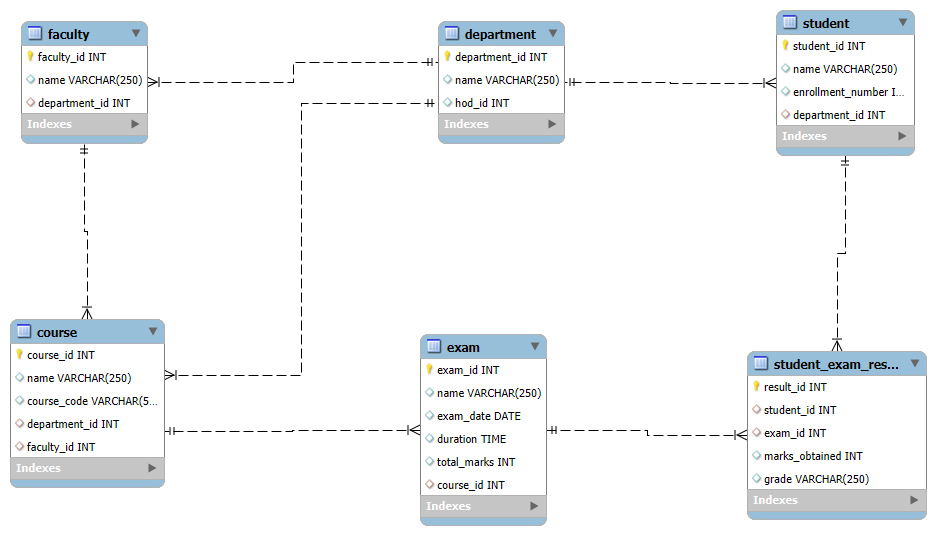 faculty
faculty_id INT
name VARCHAR(250)
department_id INT
Indexes
department
department_id INT
name VARCHAR(250)
hod_id INT
Indexes
student
student_id INT
name VARCHAR(250)
enrollment_number I...
department_id INT
Indexes
course
course_id INT
name VARCHAR(250)
course_code VARCHAR(5...
department_id INT
faculty_id INT
Indexes
exam
exam_id INT
name VARCHAR(250)
exam_date DATE
duration TIME
total_marks INT
course_id INT
Indexes
student_exam_res...
result_id INT
student_id INT
exam_id INT
marks_obtained INT
grade VARCHAR(250)
Indexes